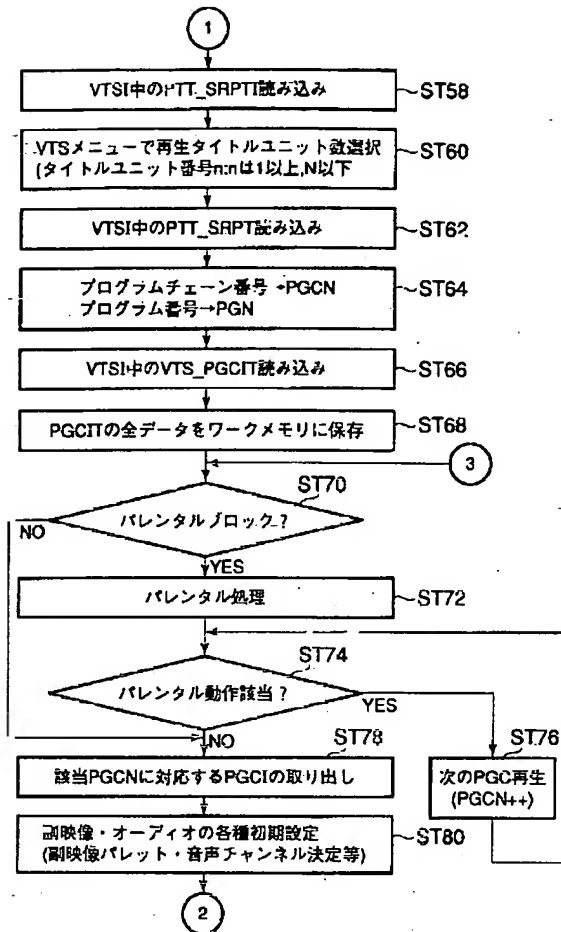 1
VTSI中のPTT_SRPTI読み込み
ST58
VTSメニューで再生タイトルユニット数選択
(タイトルユニット番号n:nは1以上,N以下
ST60
VTSI中のPTT_SRPT読み込み
ST62
プログラムチェーン番号→PGCN
プログラム番号→PGN
ST64
VTSI中のVTS_PGCIT読み込み
ST66
PGCITの全データをワークメモリに保存
ST68
3
ST70
パレンタルブロック?
NO
YES
パレンタル処理
ST72
ST74
パレンタル動作該当?
YES
NO
ST78
ST76
該当PGCNに対応するPGCIの取り出し
次のPGC再生
(PGCN++)
副映像・オーディオの各種初期設定
(副映像パレット・音声チャンネル決定等)
ST80
2